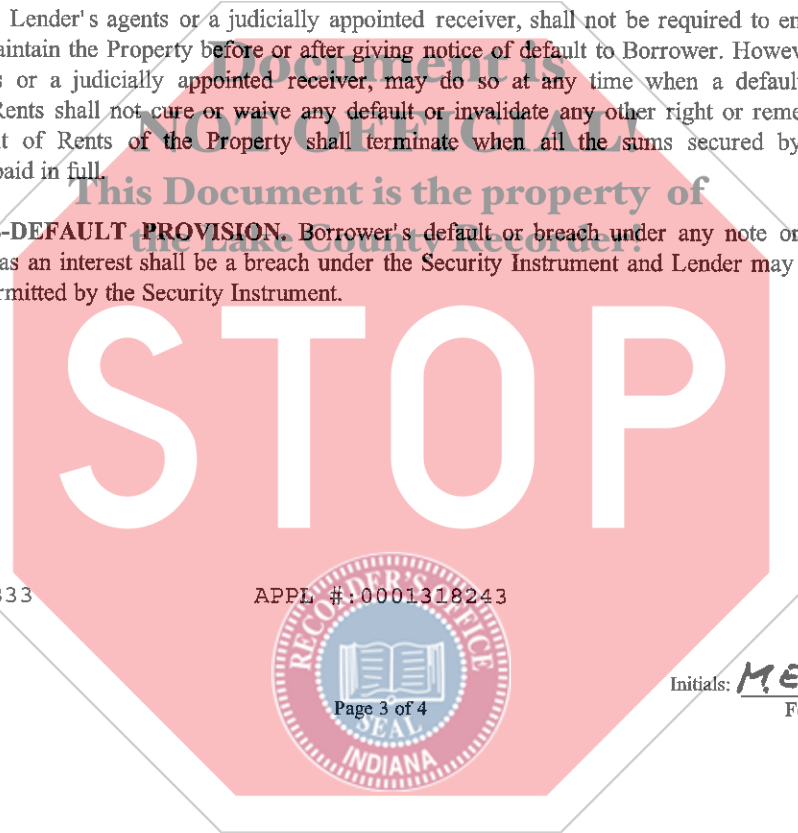 Lender's agents or a judicially appointed receiver, shall not be required to en
aintain the Property before or after giving notice of default to Borrower. Howev
s or a judicially appointed receiver, may do so at any time when a default
Rents shall not cure or waive any default or invalidate any other right or reme
t of Rents of the Property shall terminate when all the sums secured by
paid in full.
Document is
NOT OFFICIAL!
This Document is the property of
the Lake County Recorder!
-DEFAULT PROVISION. Borrower's default or breach under any note or
as an interest shall be a breach under the Security Instrument and Lender may
rmitted by the Security Instrument.
STOP
333
APPL #:0001318243
RECORDER'S OFFICE
SEAL
INDIANA
Initials: M.E
Page 3 of 4
F